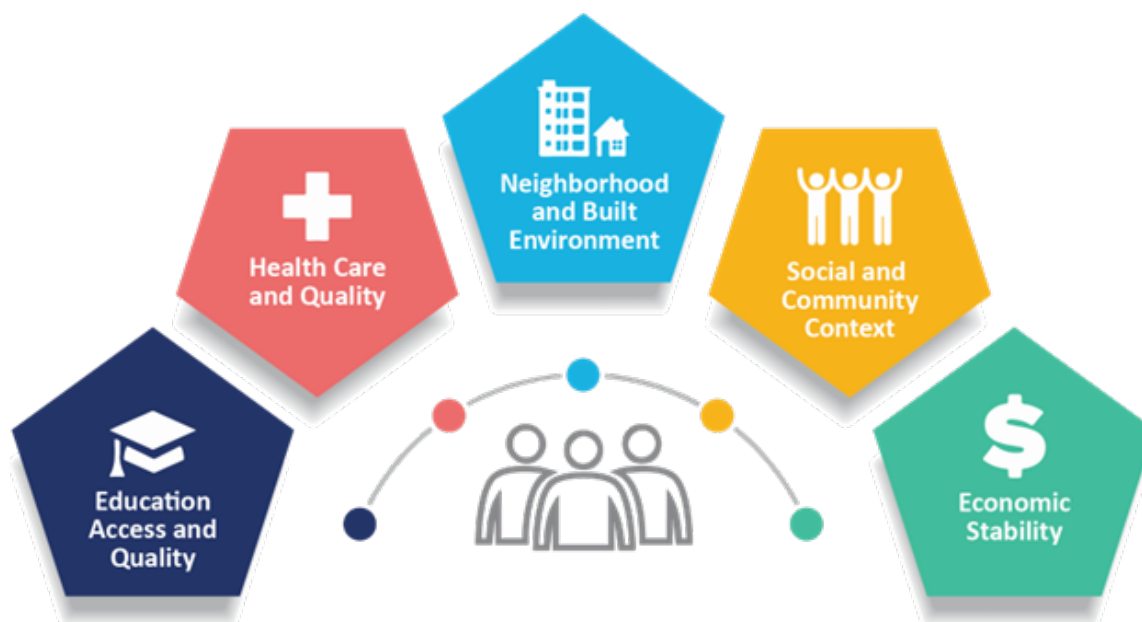 Education
Access and
Quality
Health Care
and Quality
Neighborhood
and Built
Environment
Social and
Community
Context
$
Economic
Stability